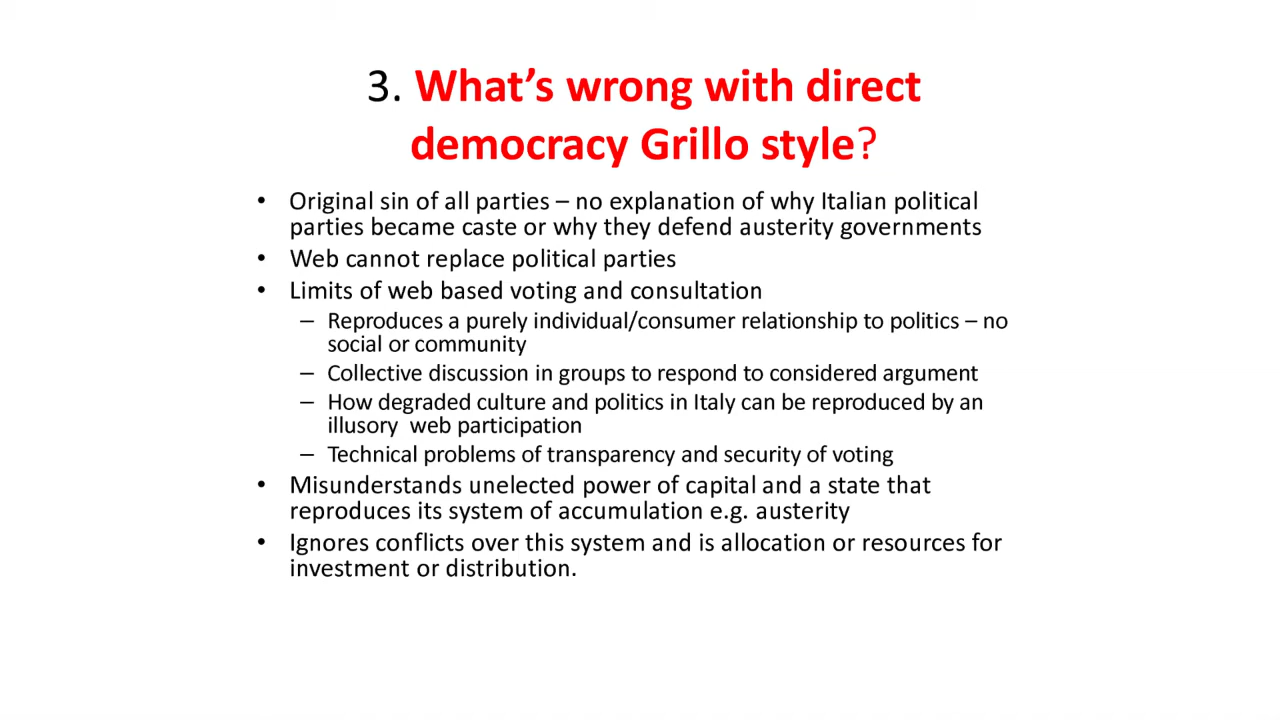 3. What's wrong with direct
democracy Grillo style?
• Original sin of all parties – no explanation of why Italian political
parties became caste or why they defend austerity governments
• Web cannot replace political parties
• Limits of web based voting and consultation
– Reproduces a purely individual/consumer relationship to politics – no
social or community
– Collective discussion in groups to respond to considered argument
– How degraded culture and politics in Italy can be reproduced by an
illusory  web participation
– Technical problems of transparency and security of voting
• Misunderstands unelected power of capital and a state that
reproduces its system of accumulation e.g. austerity
• Ignores conflicts over this system and is allocation or resources for
investment or distribution.